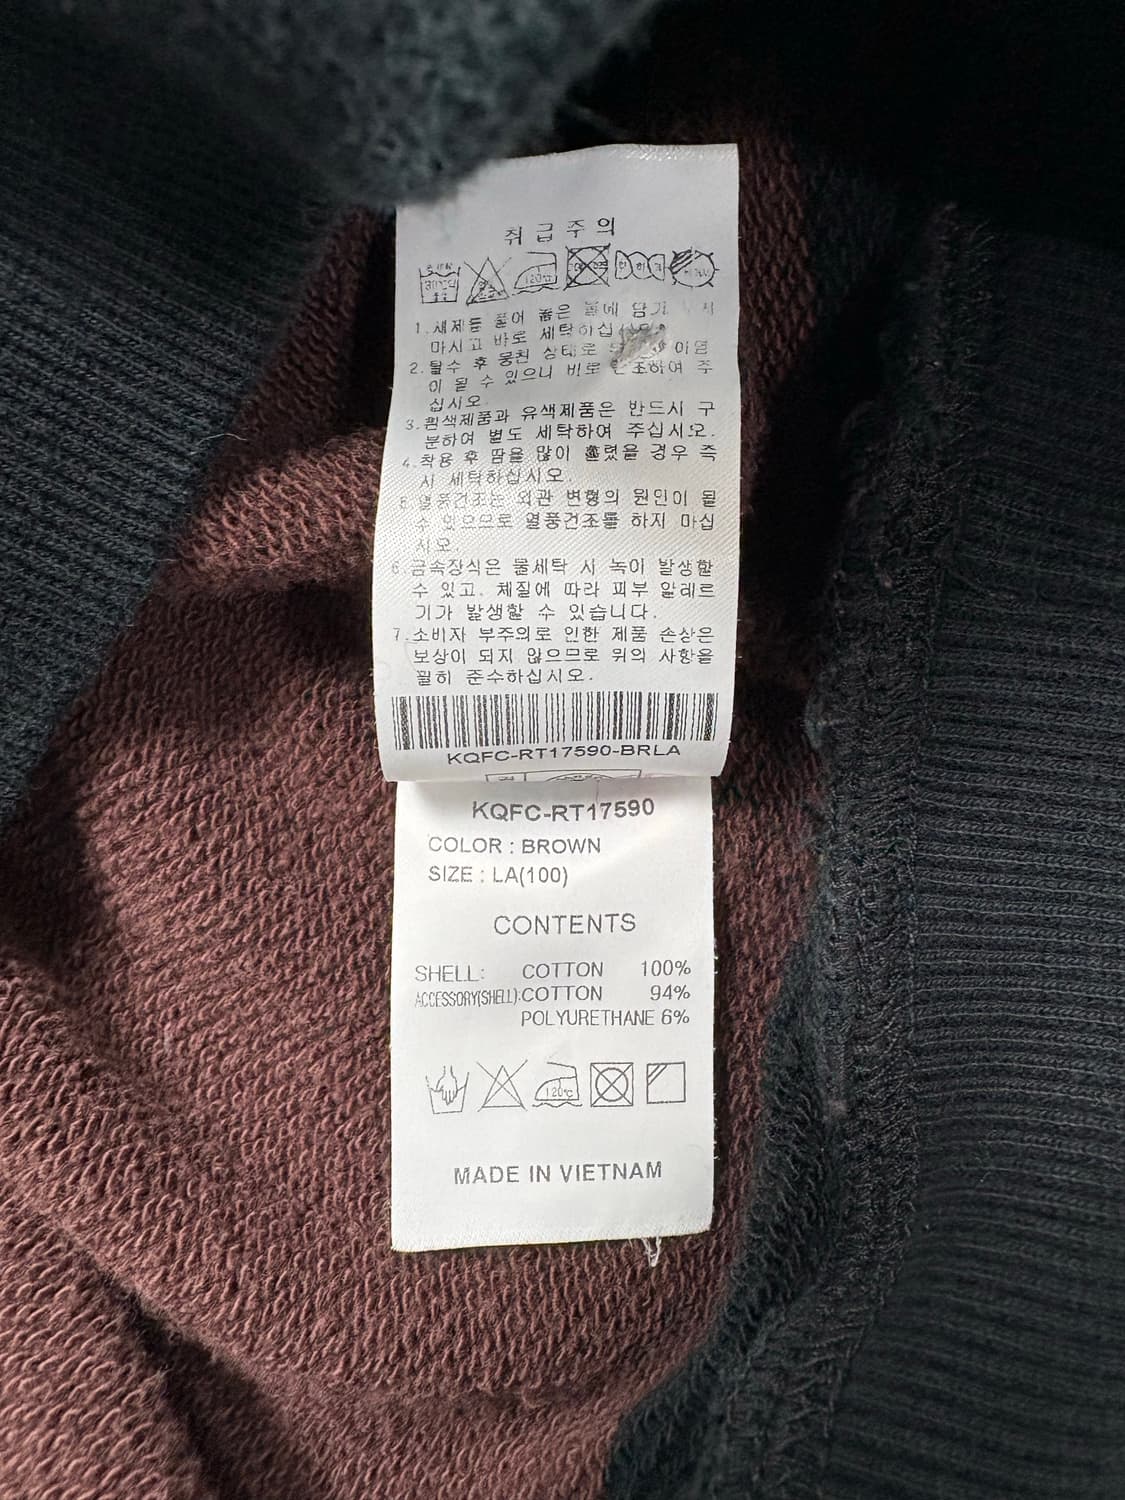 취급주의
120℃
1. 세제를 풀어 놓은 물에 담가
마시고 바로 세탁하십시오.
2. 탈수 후 뭉친 상태로
이 될 수 있으니 바로 건조하여 주
십시오.
3. 흰색제품과 유색제품은 반드시 구
분하여 별도 세탁하여 주십시오.
4. 착용 후 땀을 많이 흘렸을 경우 즉
시 세탁하십시오.
5. 열풍건조는 외관 변형의 원인이 될
수 있으므로 열풍건조를 하지 마십
시오.
6. 금속장식은 물세탁 시 녹이 발생할
수 있고, 체질에 따라 피부 알레르
기가 발생할 수 있습니다.
7. 소비자 부주의로 인한 제품 손상은
보상이 되지 않으므로 위의 사항을
필히 준수하십시오.
KQFC-RT17590-BRLA
KQFC-RT17590
COLOR : BROWN
SIZE : LA(100)
CONTENTS
SHELL: COTTON 100%
ACCESSORY(SHELL):COTTON 94%
POLYURETHANE 6%
120℃
MADE IN VIETNAM